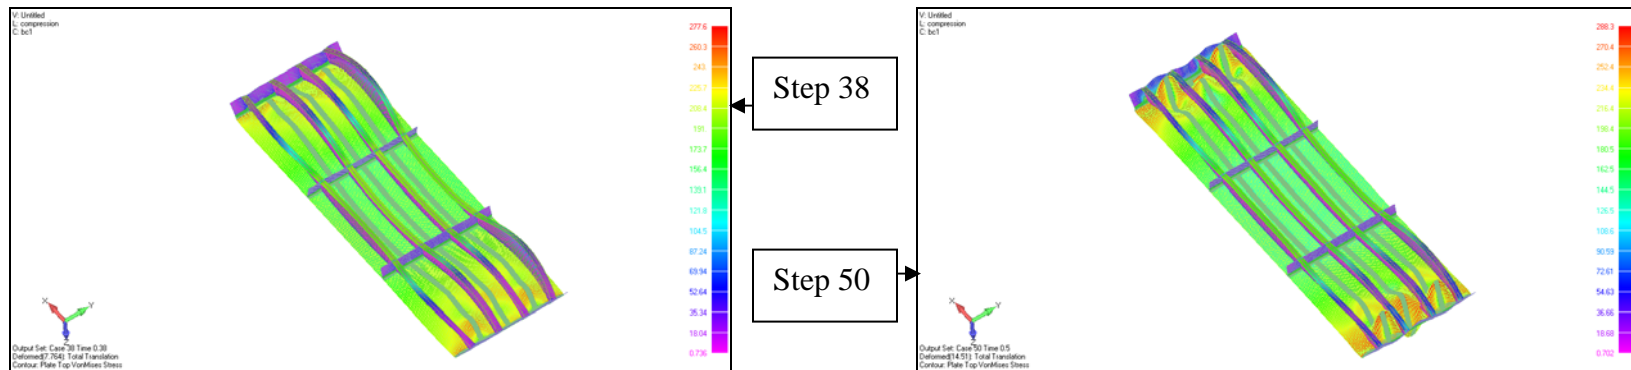 V: Untitled
L: compression
C: bc1
277.6
260.3
243
225.7
208.4
191
173.7
156.4
139.1
121.8
104.5
87.24
69.94
52.64
35.34
18.04
0.736
X
Y
Z
Output Set: Case 38 Time 0.38
Deformed(7.764): Total Translation
Contour: Plate Top VonMises Stress
Step 38
Step 50
V: Untitled
L: compression
C: bc1
288.3
270.4
252.4
234.4
216.4
198.4
180.5
162.5
144.5
126.5
108.6
90.59
72.61
54.63
36.66
18.68
0.702
X
Y
Z
Output Set: Case 50 Time 0.5
Deformed(14.51): Total Translation
Contour: Plate Top VonMises Stress